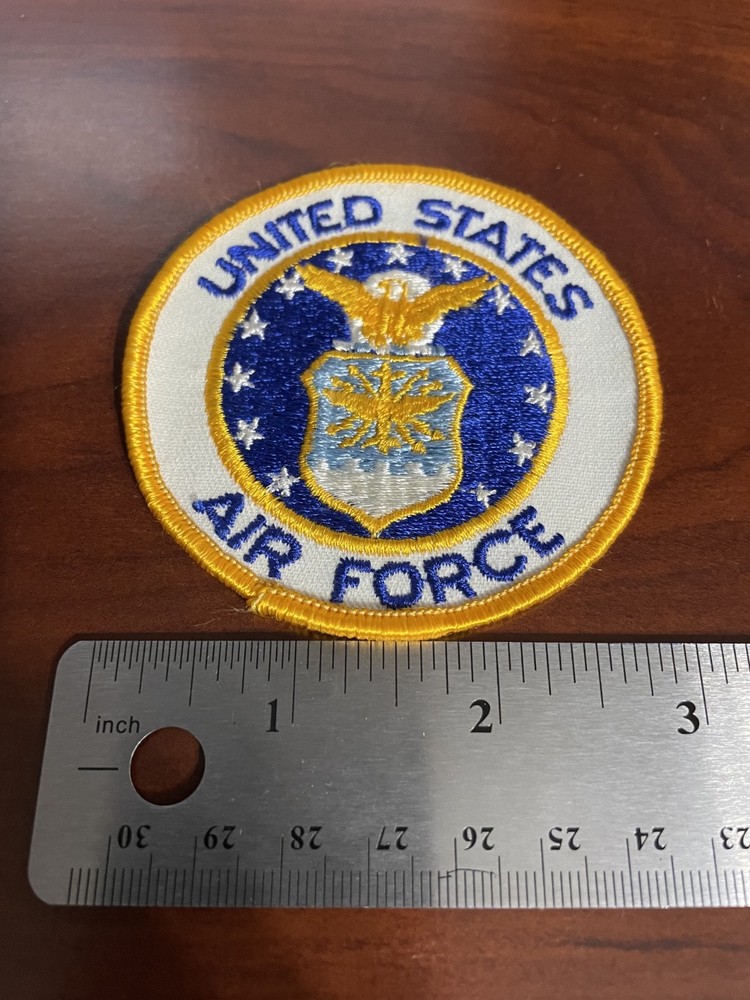 UNITED STATES
AIR FORCE
1 2 3
inch
30 29 28 27 26 25 24 23